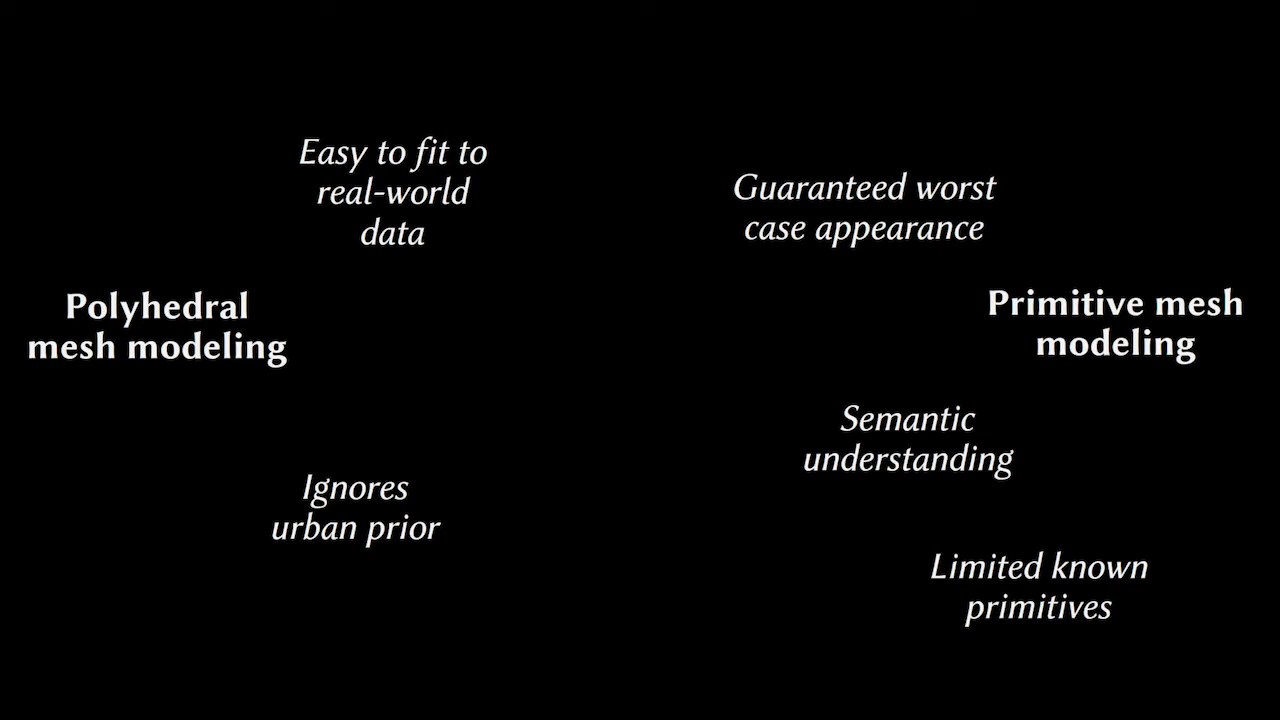 Easy to fit to
real-world
data
Guaranteed worst
case appearance
Polyhedral
mesh modeling
Primitive mesh
modeling
Semantic
understanding
Ignores
urban prior
Limited known
primitives